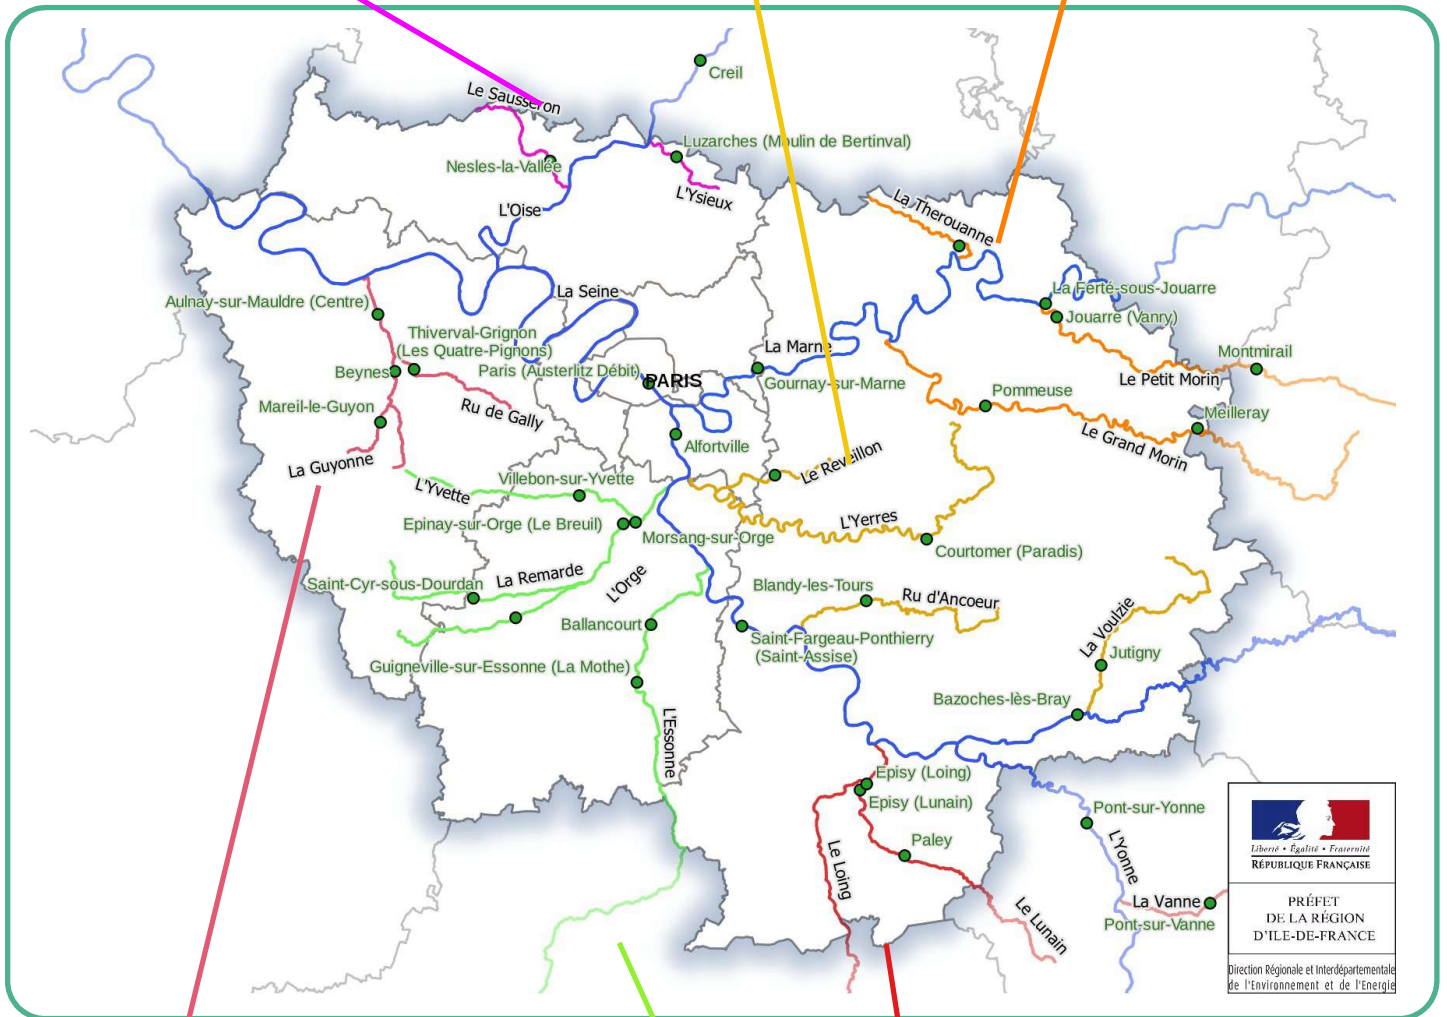 Creil
Le Sausseron
Luzarches (Moulin de Bertinval)
Nesles-la-Vallée
L'Ysieux
L'Oise
La Therouanne
La Seine
Aulnay-sur-Mauldre (Centre)
La Ferté-sous-Jouarre
Jouarre (Vanry)
Thiverval-Grignon
(Les Quatre-Pignons)
La Marne
Montmirail
Beynes
Paris (Austerlitz Débit)
PARIS
Gournay-sur-Marne
Le Petit Morin
Pommeuse
Mareil-le-Guyon
Ru de Gally
Meilleray
Alfortville
Le Grand Morin
La Guyonne
Le Reveillon
L'Yvette
Villebon-sur-Yvette
Epinay-sur-Orge (Le Breuil)
L'Yerres
Morsang-sur-Orge
Courtomer (Paradis)
La Remarde
Saint-Cyr-sous-Dourdan
L'Orge
Blandy-les-Tours
Ru d'Ancoeur
La Voulzie
Ballancourt
Saint-Fargeau-Ponthierry
(Saint-Assise)
Jutigny
Guigneville-sur-Essonne (La Mothe)
Bazoches-lès-Bray
L'Essonne
Episy (Loing)
Episy (Lunain)
Pont-sur-Yonne
Paley
L'Yonne
Le Loing
Le Lunain
La Vanne
Pont-sur-Vanne
Liberté • Égalité • Fraternité
RÉPUBLIQUE FRANÇAISE
PRÉFET
DE LA RÉGION
D'ILE-DE-FRANCE
Direction Régionale et Interdépartementale
de l'Environnement et de l'Energie